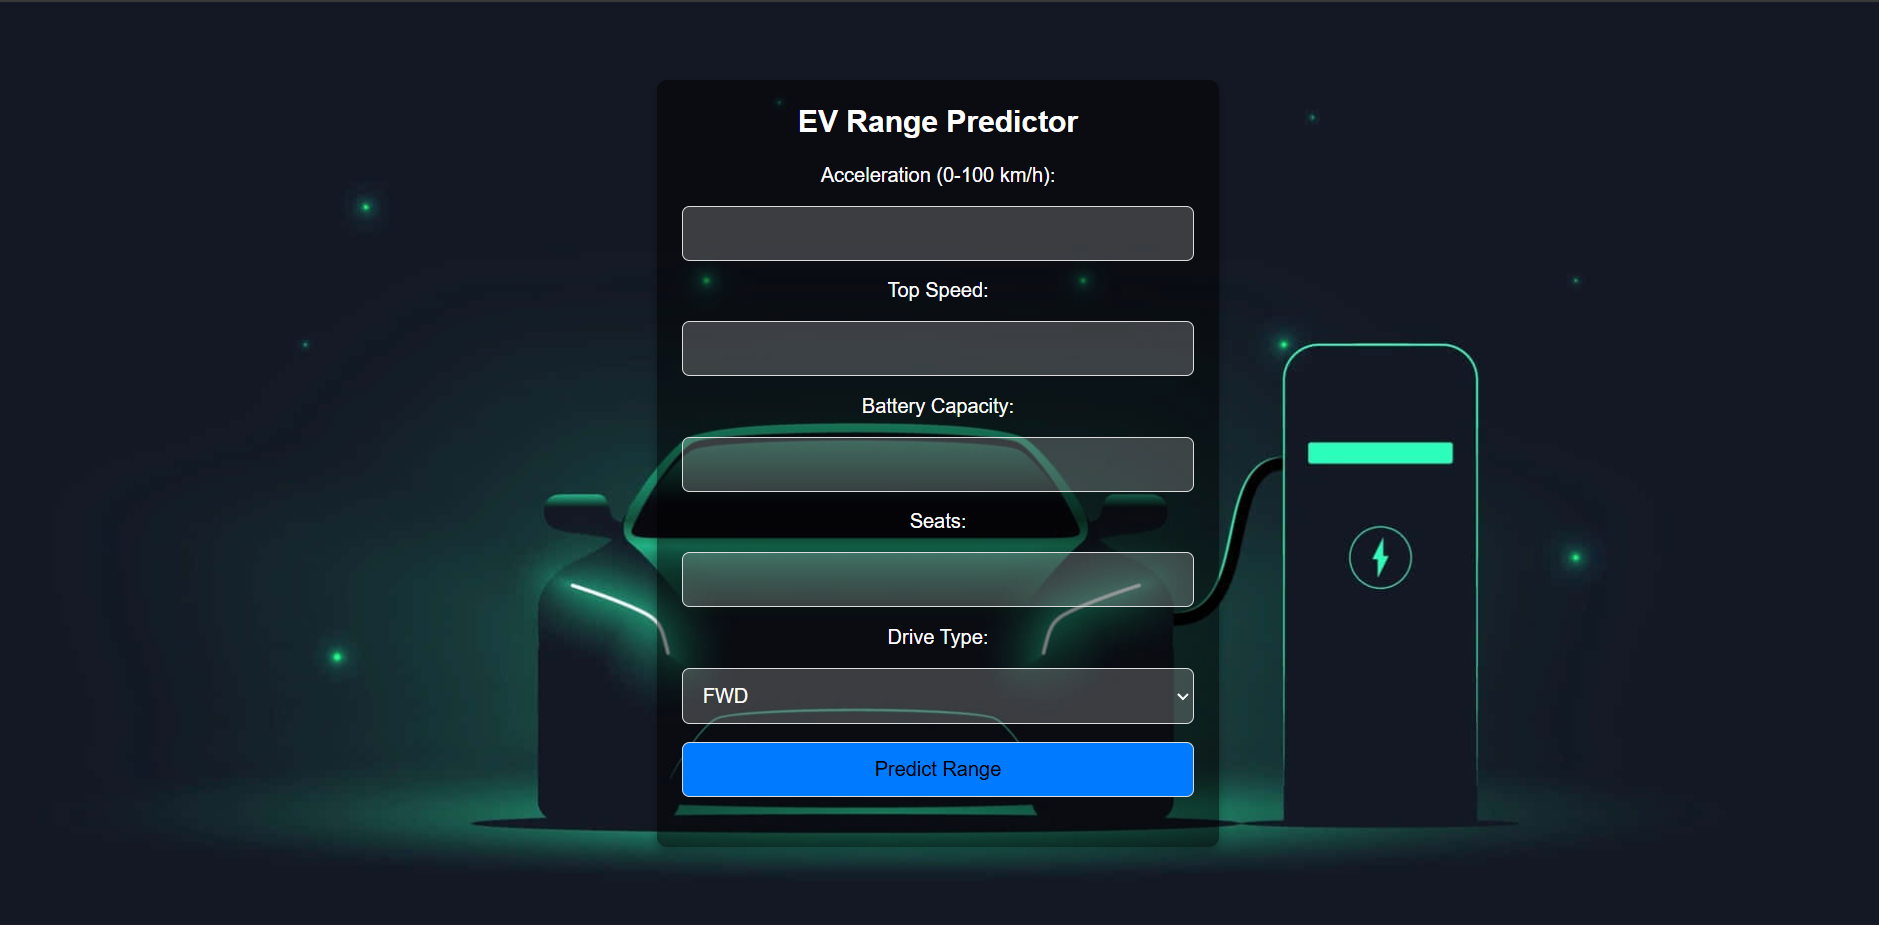 EV Range Predictor
Acceleration (0-100 km/h):
Top Speed:
Battery Capacity:
Seats:
Drive Type:
FWD
Predict Range